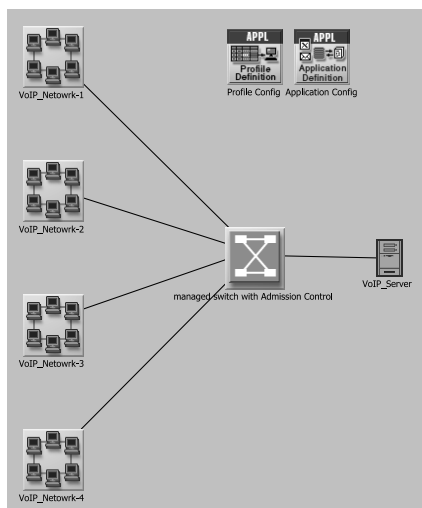 APPL
Profile
Definition
Profile Config
APPL
Application
Definition
Application Config
VoIP_Netowrk-1
VoIP_Netowrk-2
managed switch with Admission Control
VoIP_Server
VoIP_Netowrk-3
VoIP_Netowrk-4